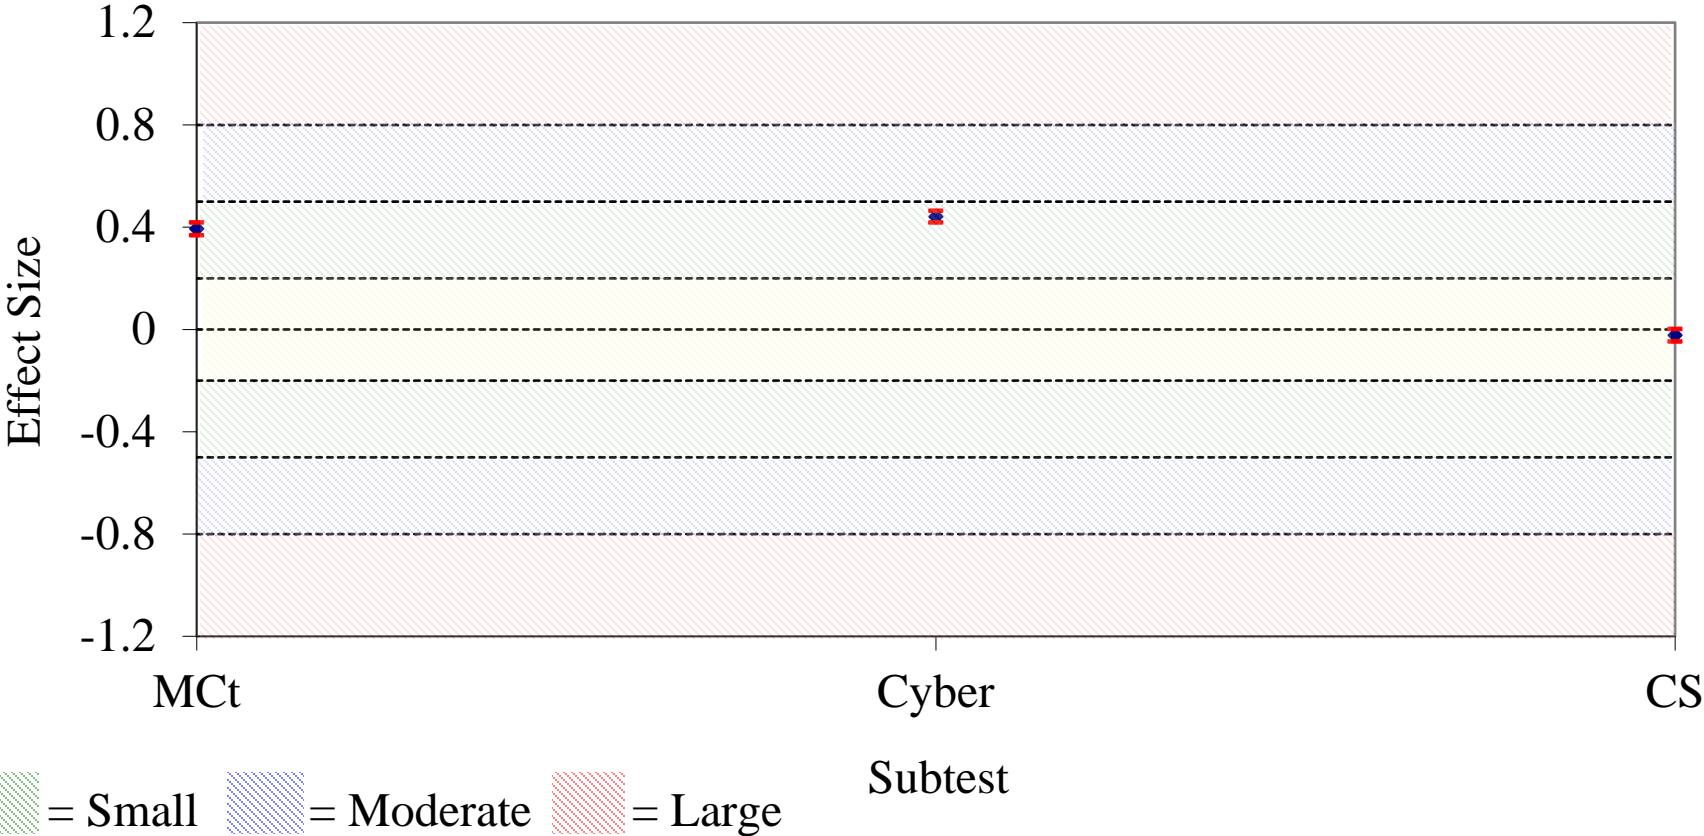 1.2
0.8
0.4
0
-0.4
-0.8
-1.2
Effect Size
MCt
Cyber
CS
Subtest
= Small
= Moderate
= Large